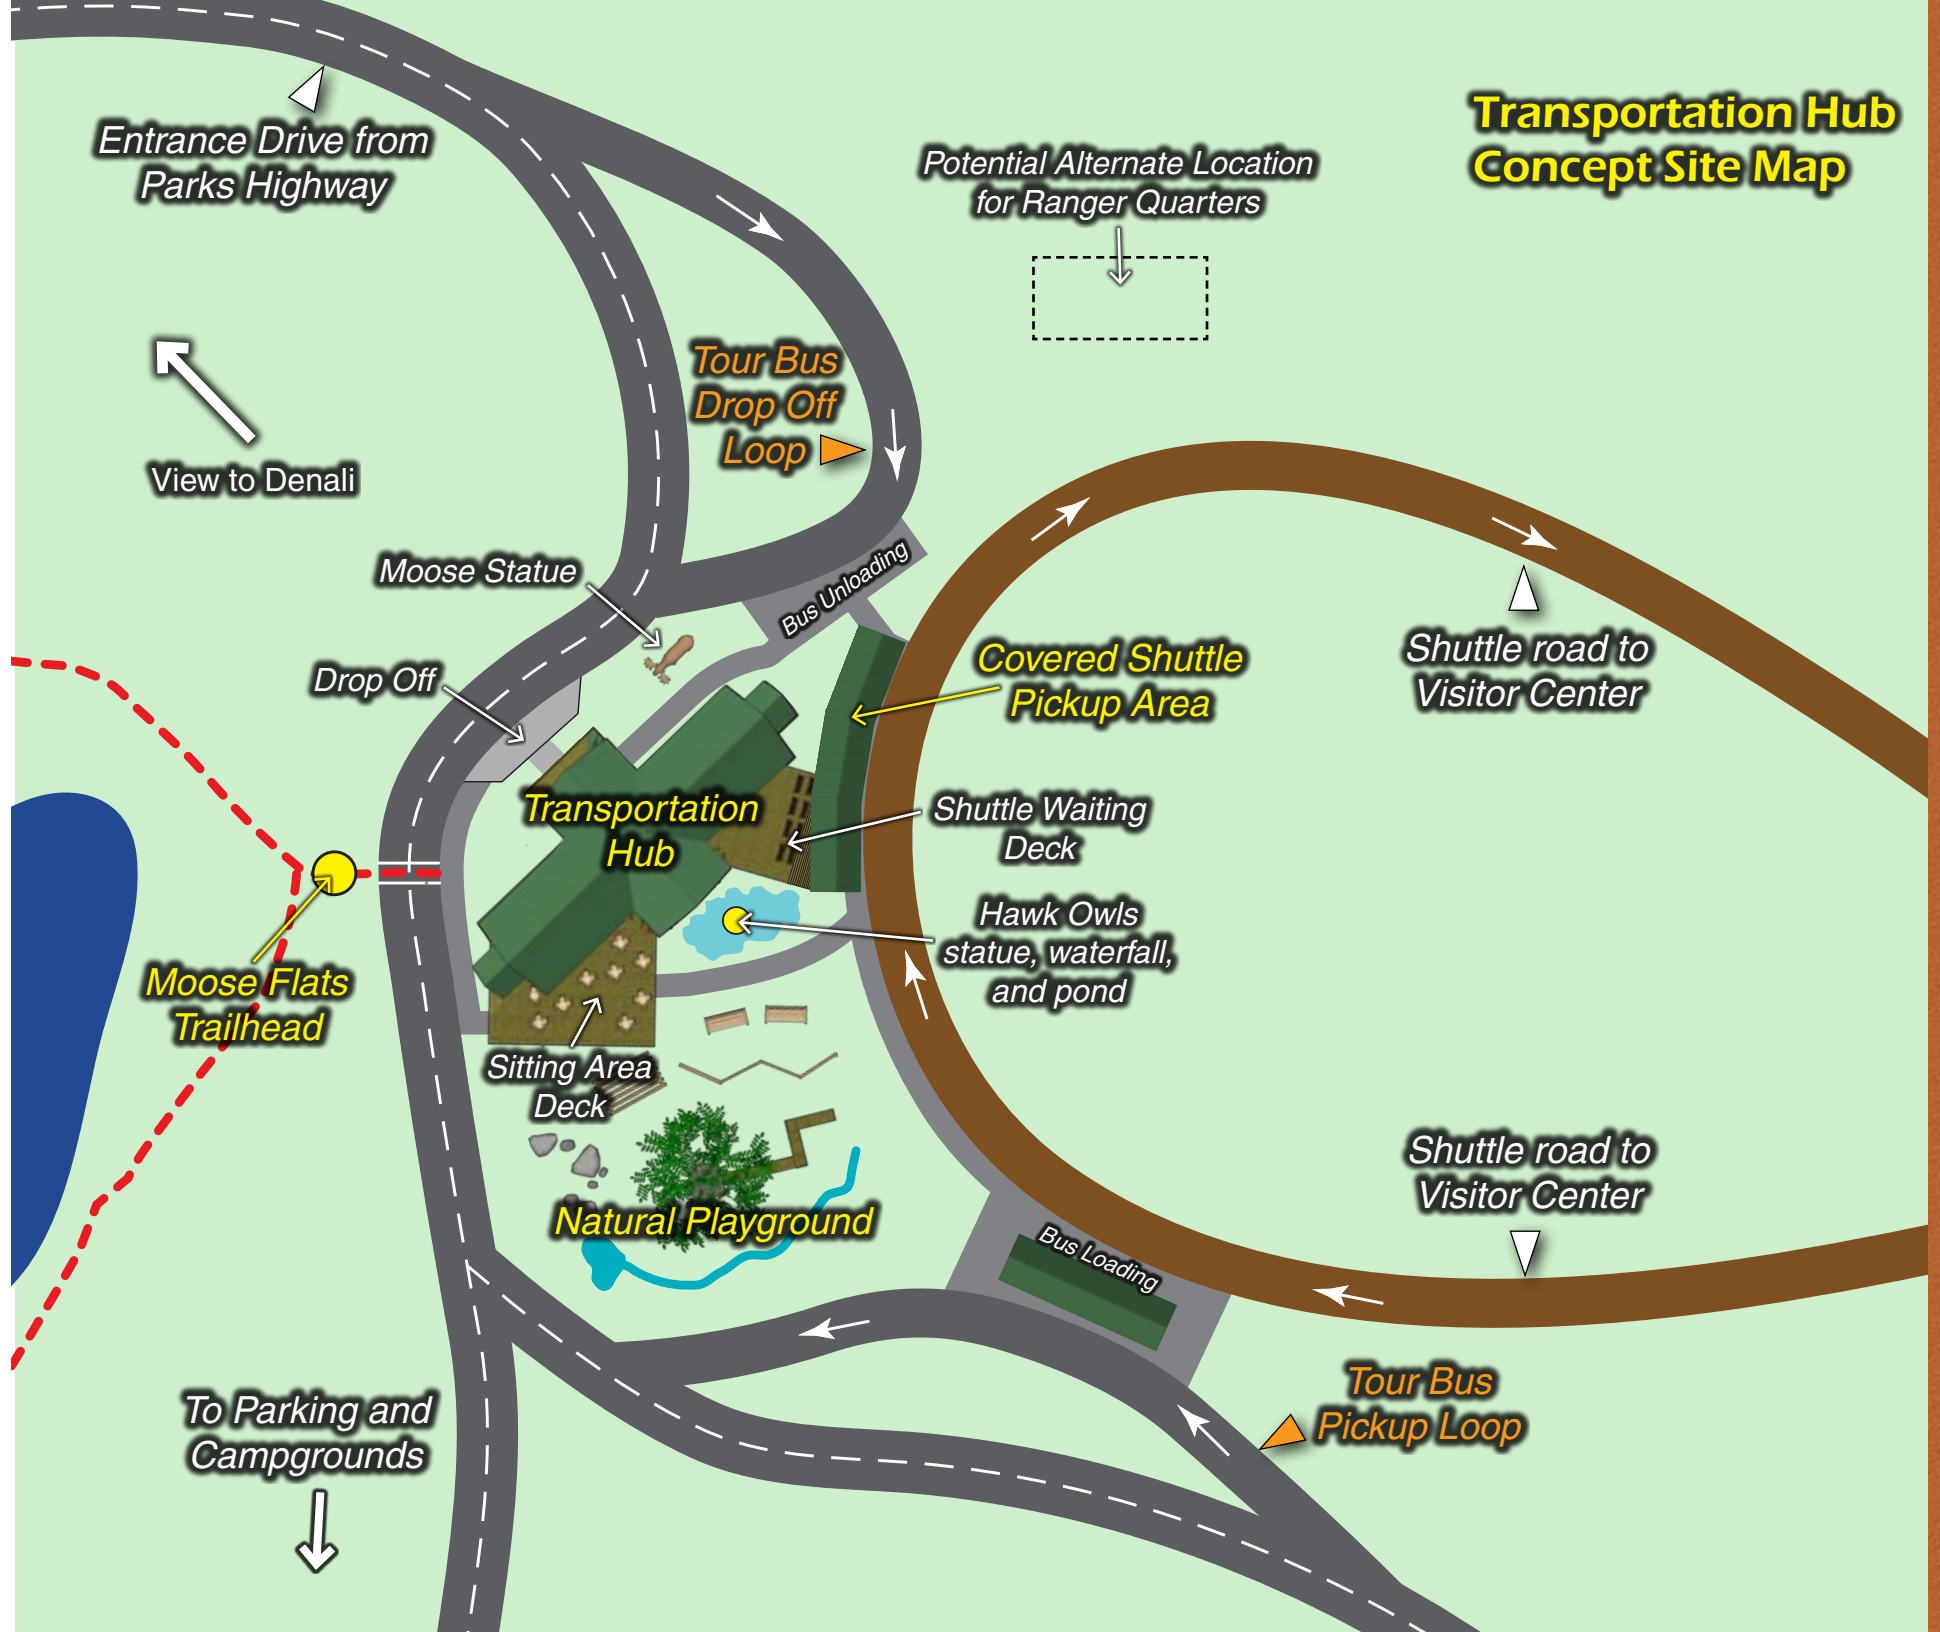 Transportation Hub
Concept Site Map
Entrance Drive from
Parks Highway
Potential Alternate Location
for Ranger Quarters
Tour Bus
Drop Off
Loop
View to Denali
Moose Statue
Bus Unloading
Drop Off
Covered Shuttle
Pickup Area
Shuttle road to
Visitor Center
Transportation
Hub
Shuttle Waiting
Deck
Hawk Owls
statue, waterfall,
and pond
Moose Flats
Trailhead
Sitting Area
Deck
Natural Playground
Bus Loading
Shuttle road to
Visitor Center
Tour Bus
Pickup Loop
To Parking and
Campgrounds